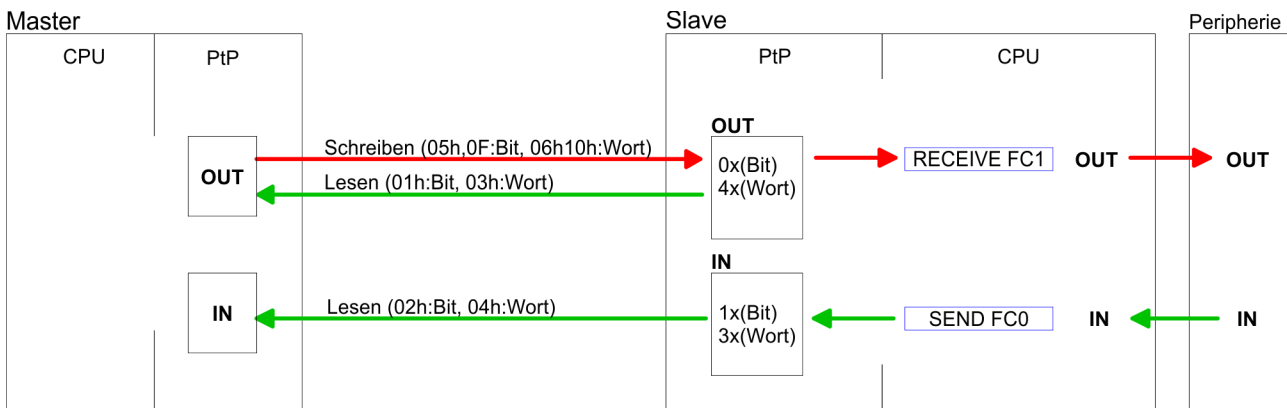 Master
Slave
Peripherie
CPU
PtP
PtP
CPU
OUT
Schreiben (05h,0F:Bit, 06h10h:Wort)
RECEIVE FC1
OUT
OUT
0x(Bit)
OUT
Lesen (01h:Bit, 03h:Wort)
4x(Wort)
IN
Lesen (02h:Bit, 04h:Wort)
IN
1x(Bit)
SEND FC0
IN
IN
3x(Wort)